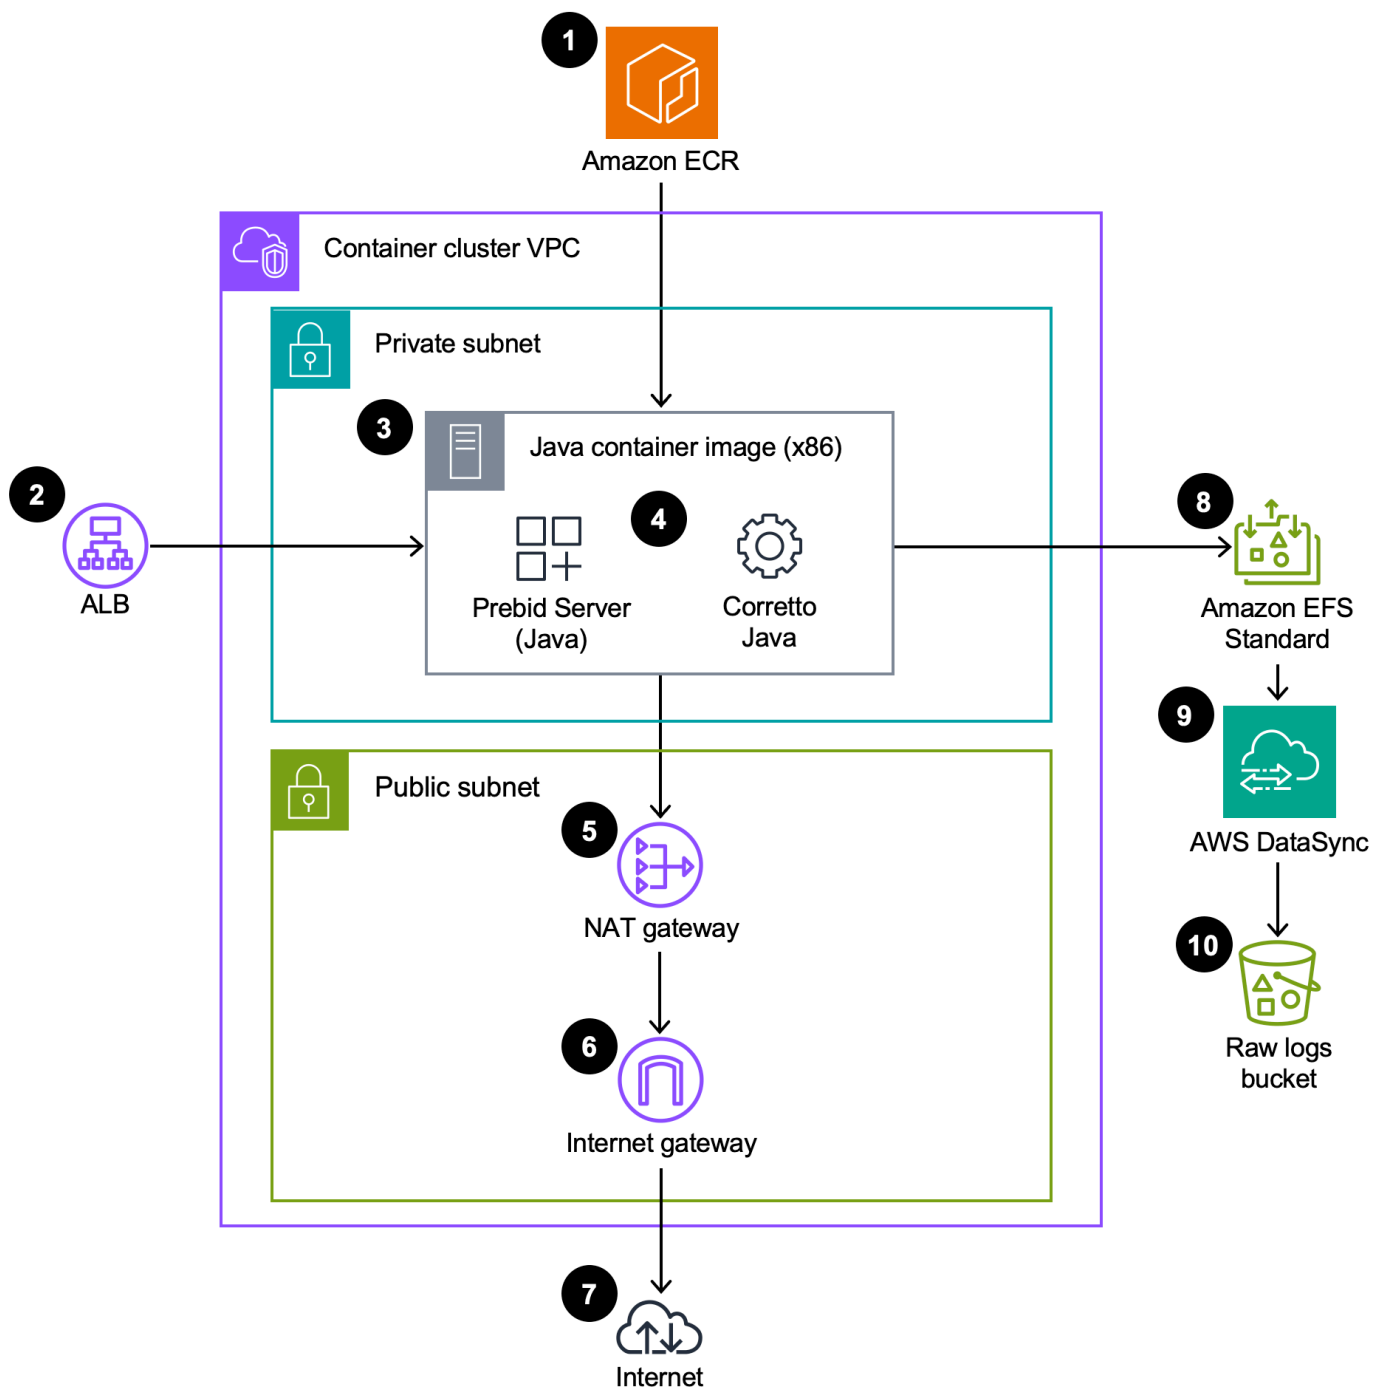 1
Amazon ECR
Container cluster VPC
Private subnet
3
Java container image (x86)
2
ALB
4
Prebid Server
(Java)
Corretto
Java
8
Amazon EFS
Standard
9
AWS DataSync
Public subnet
5
NAT gateway
10
Raw logs
bucket
6
Internet gateway
7
Internet